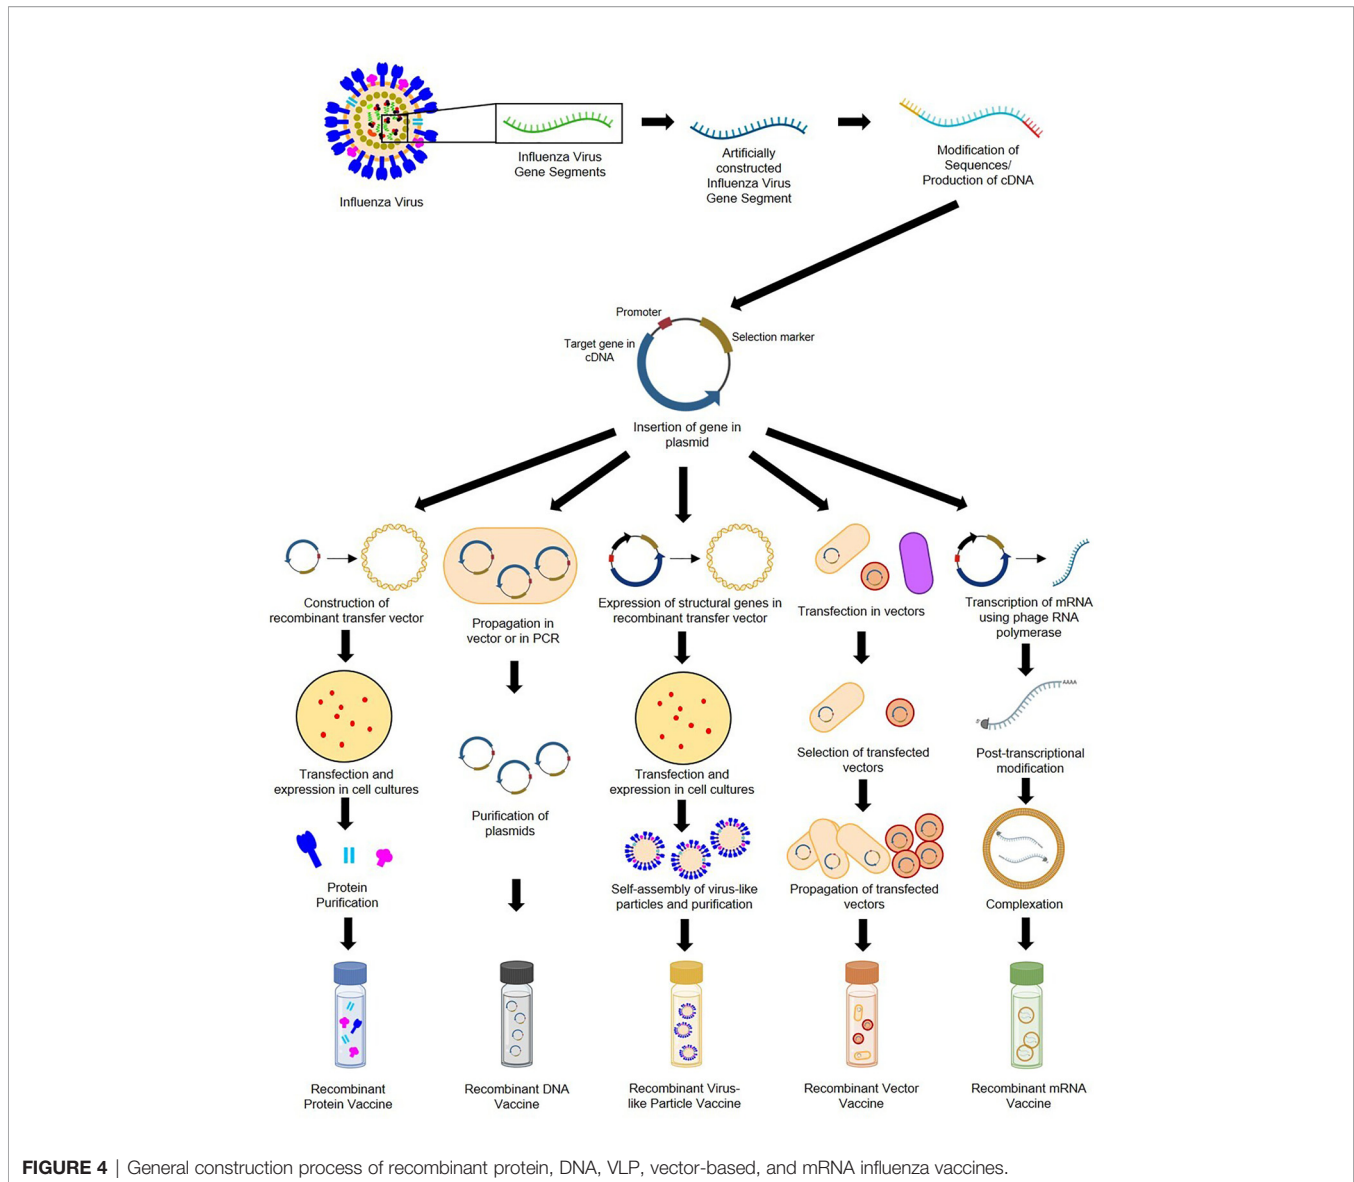 Influenza Virus
Influenza Virus
Gene Segments
Artificially
constructed
Influenza Virus
Gene Segment
Modification of
Sequences/
Production of cDNA
Promoter
Target gene in
cDNA
Selection marker
Insertion of gene in
plasmid
Construction of
recombinant transfer vector
Propagation in
vector or in PCR
Expression of structural genes in
recombinant transfer vector
Transfection in vectors
Transcription of mRNA
using phage RNA
polymerase
AAAA
Transfection and
expression in cell cultures
Purification of
plasmids
Transfection and
expression in cell cultures
Selection of transfected
vectors
Post-transcriptional
modification
Protein
Purification
Self-assembly of virus-like
particles and purification
Propagation of transfected
vectors
Complexation
Recombinant
Protein Vaccine
Recombinant DNA
Vaccine
Recombinant Virus-
like Particle Vaccine
Recombinant Vector
Vaccine
Recombinant mRNA
Vaccine
FIGURE 4 | General construction process of recombinant protein, DNA, VLP, vector-based, and mRNA influenza vaccines.